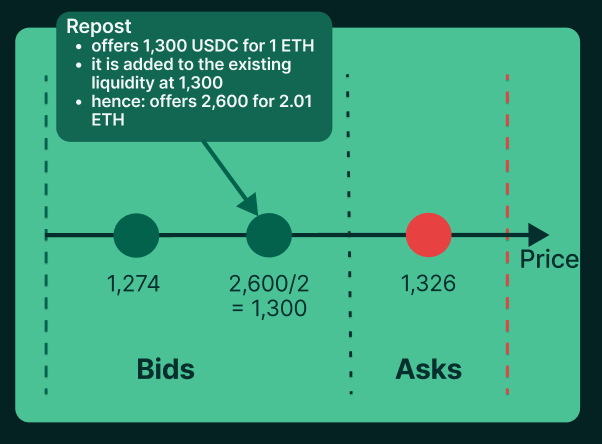 Repost
• offers 1,300 USDC for 1 ETH
• it is added to the existing
liquidity at 1,300
• hence: offers 2,600 for 2.01
ETH
Price
1,274
2,600/2
= 1,300
1,326
Bids
Asks